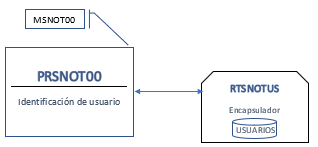 MSNOT00
PRSNOT00
Identificación de usuario
RTSNOTUS
Encapsulador
USUARIOS